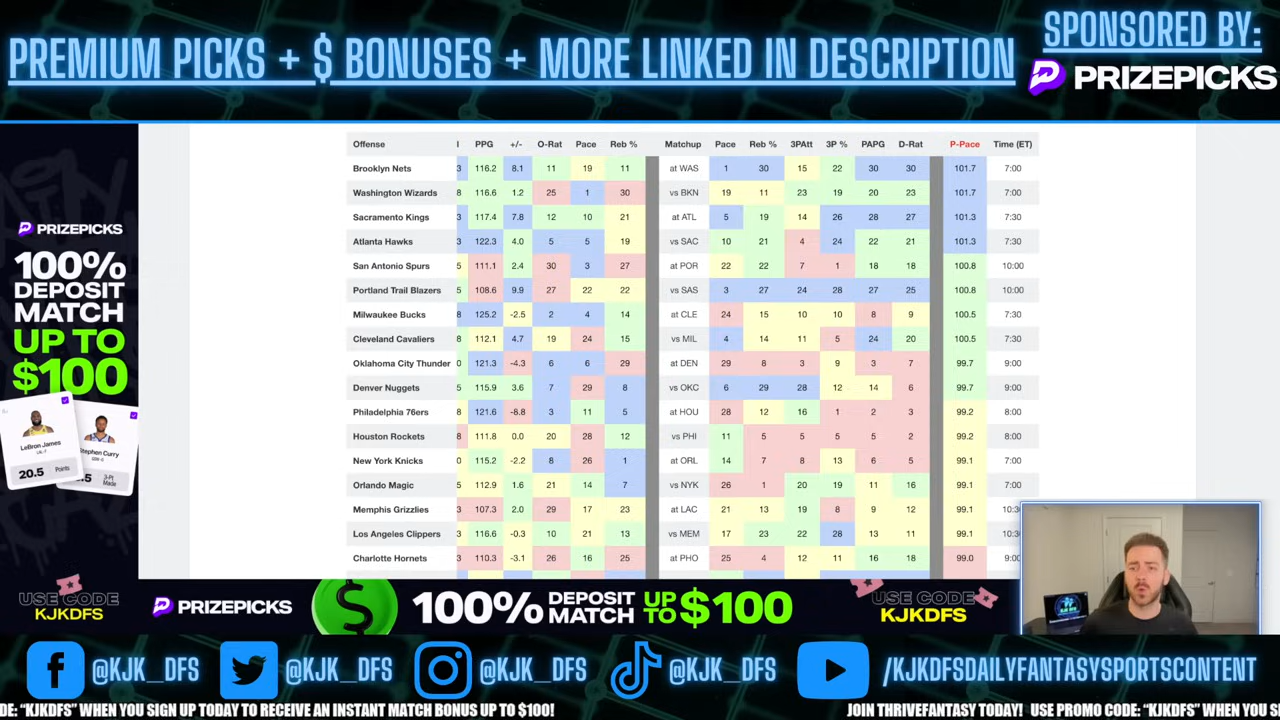 PREMIUM PICKS + $ BONUSES + MORE LINKED IN DESCRIPTION
SPONSORED BY:
PRIZEPICKS
PRIZEPICKS
100%
DEPOSIT
MATCH
UP TO
$100
LeBron James
20.5 Points
Stephen Curry
3-Pt
Made
Offense I PPG +/- O-Rat Pace Reb % Matchup Pace Reb % 3PAtt 3P % PAPG D-Rat P-Pace Time (ET)
Brooklyn Nets 3 116.2 8.1 11 19 11 at WAS 1 30 15 22 30 30 101.7 7:00
Washington Wizards 8 116.6 1.2 25 1 30 vs BKN 19 11 23 19 20 23 101.7 7:00
Sacramento Kings 3 117.4 7.8 12 10 21 at ATL 5 19 14 26 28 27 101.3 7:30
Atlanta Hawks 3 122.3 4.0 5 5 19 vs SAC 10 21 4 24 22 21 101.3 7:30
San Antonio Spurs 5 111.1 2.4 30 3 27 at POR 22 22 7 1 18 18 100.8 10:00
Portland Trail Blazers 5 108.6 9.9 27 22 22 vs SAS 3 27 24 28 27 25 100.8 10:00
Milwaukee Bucks 8 125.2 -2.5 2 4 14 at CLE 24 15 10 10 8 9 100.5 7:30
Cleveland Cavaliers 8 112.1 4.7 19 24 15 vs MIL 4 14 11 5 24 20 100.5 7:30
Oklahoma City Thunder 0 121.3 -4.3 6 6 29 at DEN 29 8 3 9 3 7 99.7 9:00
Denver Nuggets 5 115.9 3.6 7 29 8 vs OKC 6 29 28 12 14 6 99.7 9:00
Philadelphia 76ers 8 121.6 -8.8 3 11 5 at HOU 28 12 16 1 2 3 99.2 8:00
Houston Rockets 8 111.8 0.0 20 28 12 vs PHI 11 5 5 5 5 2 99.2 8:00
New York Knicks 0 115.2 -2.2 8 26 1 at ORL 14 7 8 13 6 5 99.1 7:00
Orlando Magic 5 112.9 1.6 21 14 7 vs NYK 26 1 20 19 11 16 99.1 7:00
Memphis Grizzlies 3 107.3 2.0 29 17 23 at LAC 21 13 19 8 9 12 99.1 10:3
Los Angeles Clippers 3 116.6 -0.3 10 21 13 vs MEM 17 23 22 28 13 11 99.1
Charlotte Hornets 3 110.3 -3.1 26 16 25 at PHO 25 4 12 11 16 18 99.0 9:00
USE CODE
KJKDFS
PRIZEPICKS
$
100% DEPOSIT MATCH UP TO $100
USE CODE
KJKDFS
@KJK_DFS @KJK_DFS @KJK_DFS @KJK_DFS /KJKDFSDAILYFANTASYSPORTSCONTENT
DE: "KJKDFS" WHEN YOU SIGN UP TODAY TO RECEIVE AN INSTANT MATCH BONUS UP TO $100! JOIN THRIVEFANTASY TODAY! USE PROMO CODE: "KJKDFS" WHEN YOU S